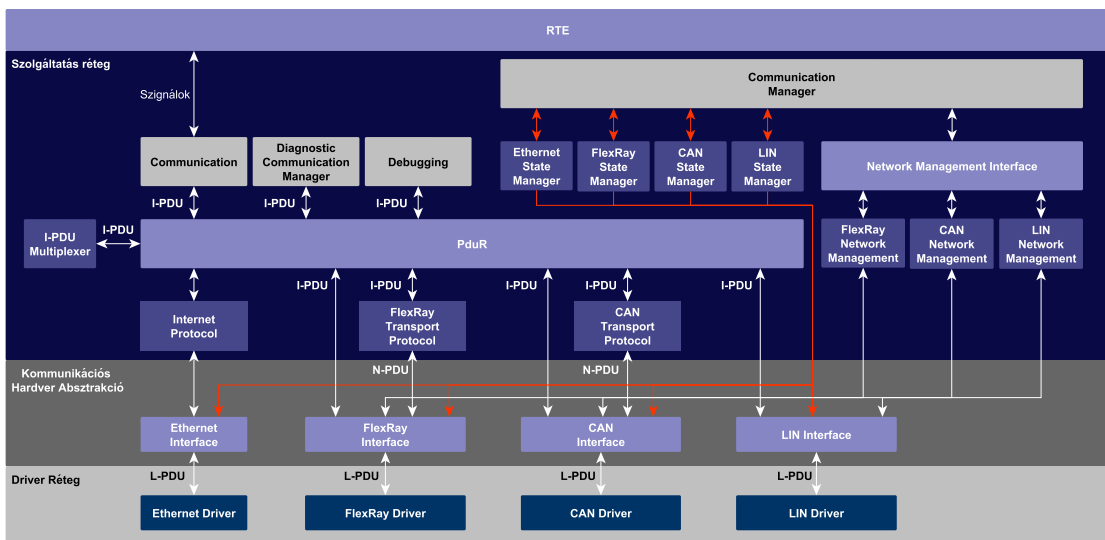 RTE
Szolgáltatás réteg
Szignálok
Communication
Manager
Communication
Diagnostic
Communication
Manager
Debugging
Ethernet
State
Manager
FlexRay
State
Manager
CAN
State
Manager
LIN
State
Manager
Network Management Interface
I-PDU
I-PDU
I-PDU
I-PDU
Multiplexer
I-PDU
PduR
FlexRay
Network
Management
CAN
Network
Management
LIN
Network
Management
I-PDU
I-PDU
I-PDU
I-PDU
I-PDU
Internet
Protocol
FlexRay
Transport
Protocol
CAN
Transport
Protocol
Kommunikációs
Hardver Absztrakció
N-PDU
N-PDU
Ethernet
Interface
FlexRay
Interface
CAN
Interface
LIN Interface
Driver Réteg
L-PDU
L-PDU
L-PDU
L-PDU
Ethernet Driver
FlexRay Driver
CAN Driver
LIN Driver